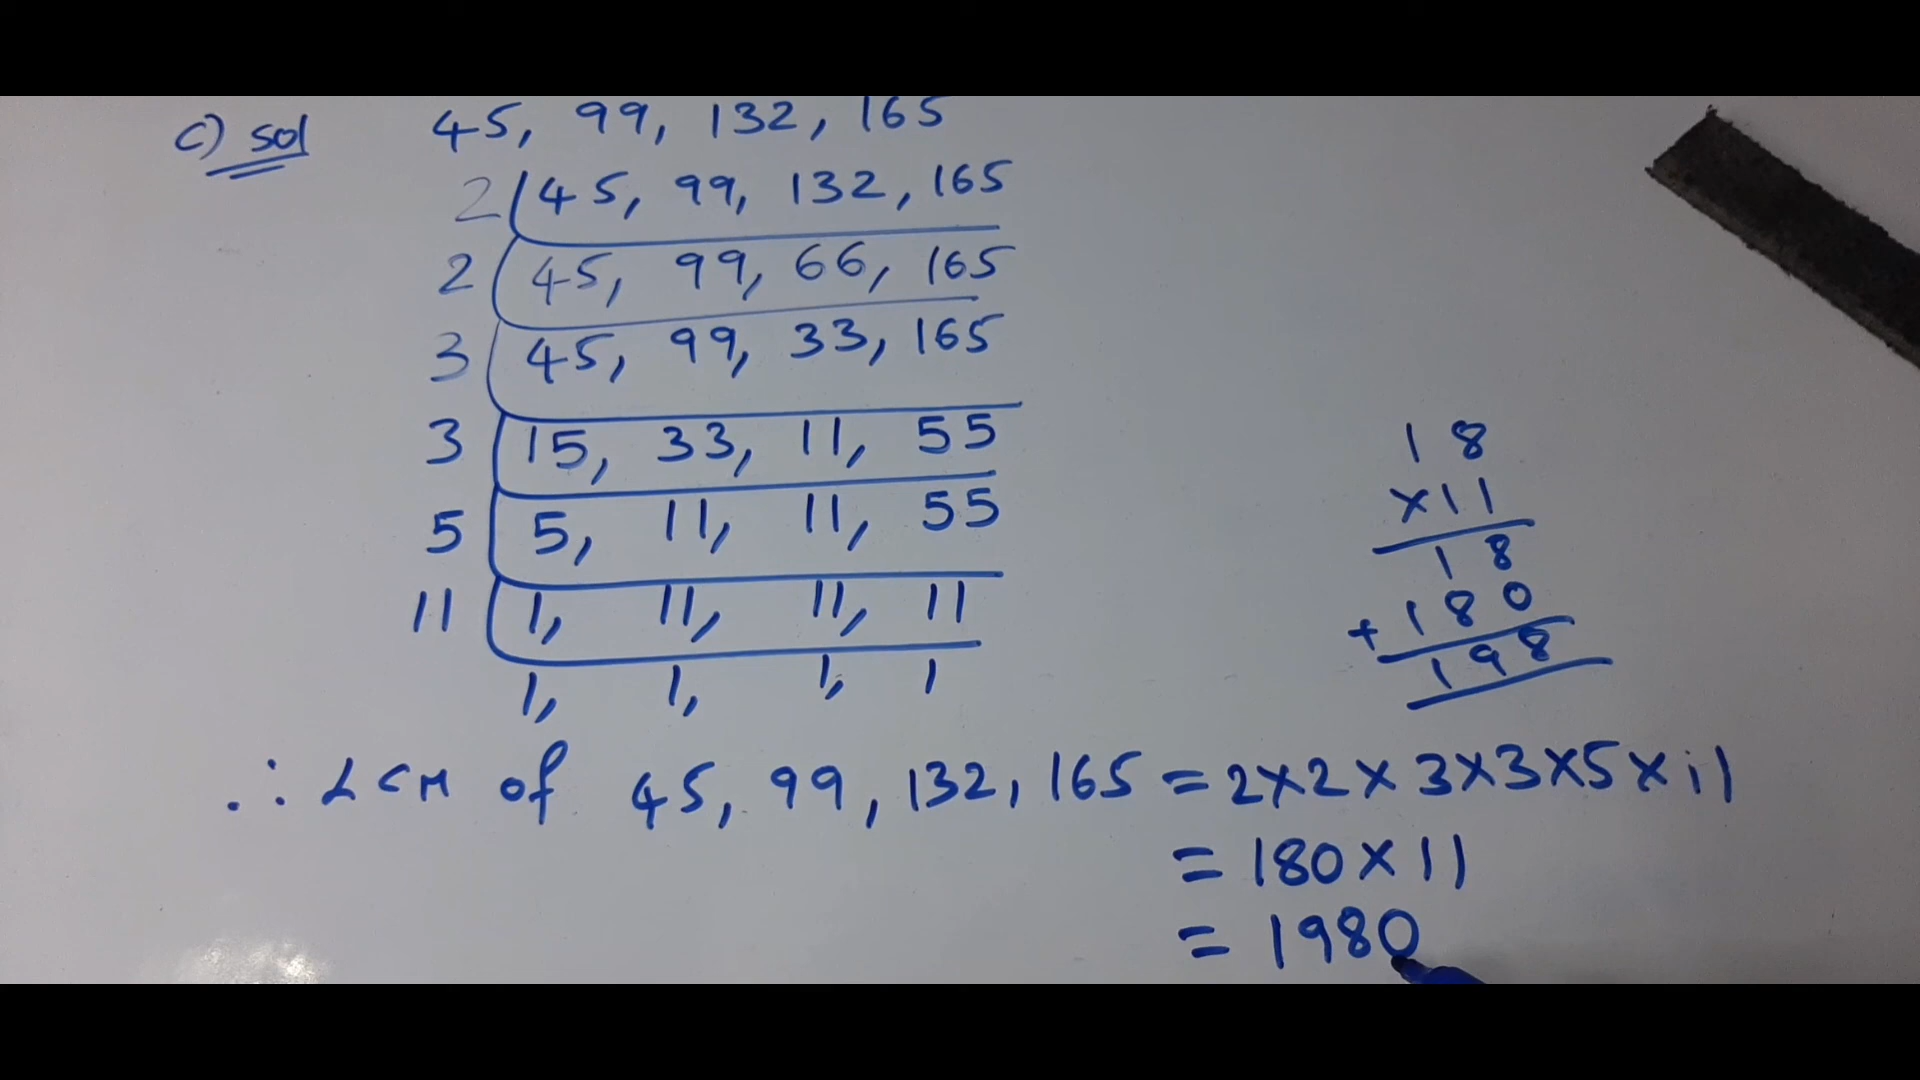 c) sol 45, 99, 132, 165
2 45, 99, 132, 165
2 45, 99, 66, 165
3 45, 99, 33, 165
3 15, 33, 11, 55
5 5, 11, 11, 55
11 1, 11, 11, 11
1, 1, 1, 1
18
×11
18
+180
198
∴ LCM of 45, 99, 132, 165 = 2×2×3×3×5×11
= 180×11
= 1980